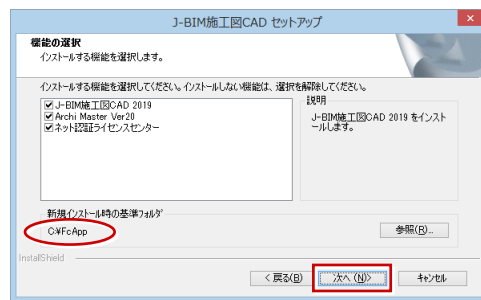 J-BIM施工図CAD セットアップ
機能の選択
インストールする機能を選択します。
インストールする機能を選択してください。インストールしない機能は、選択を解除してください。
J-BIM施工図CAD 2019
Archi Master Ver20
ネット認証ライセンスセンター
説明
J-BIM施工図CAD 2019 をインスト
ールします。
新規インストール時の基準フォルダ
C:¥FcApp
参照(R)...
InstallShield
< 戻る(B)
次へ (N)>
キャンセル